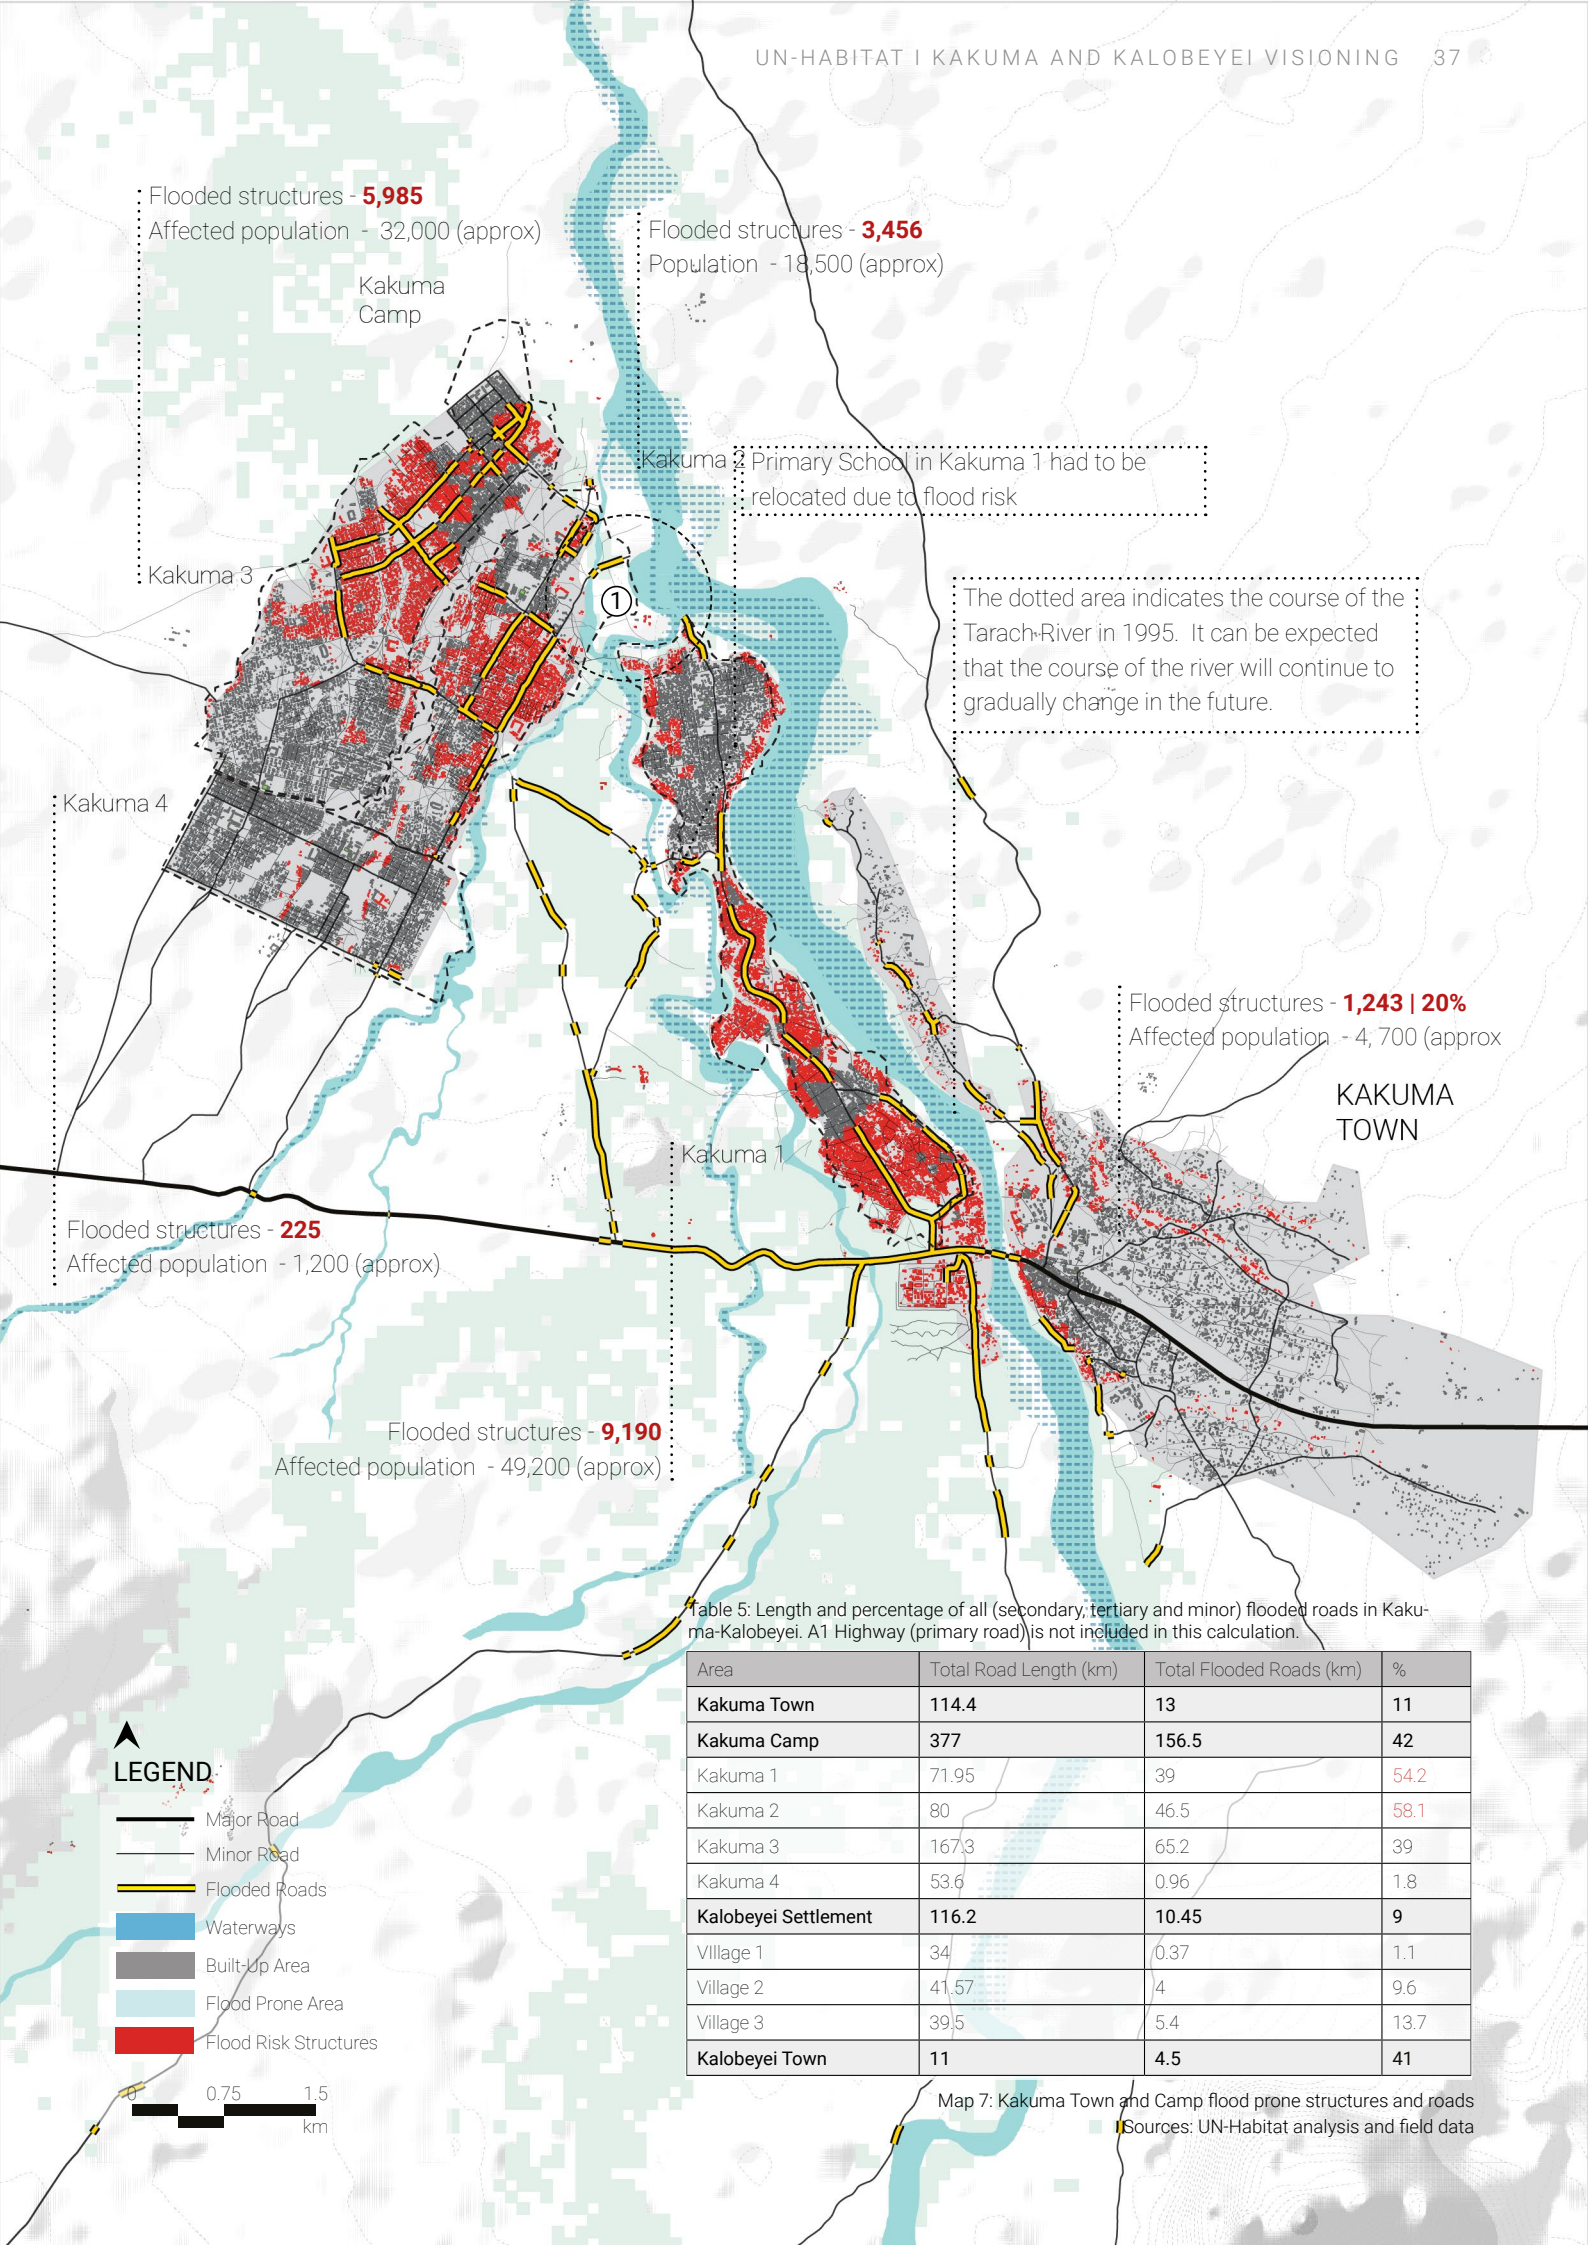 UN-HABITAT I KAKUMA AND KALOBEYEI VISIONING 37
Flooded structures - 5,985
Affected population - 32,000 (approx)
Kakuma
Camp
Flooded structures - 3,456
Population - 18,500 (approx)
Kakuma 2
Primary School in Kakuma 1 had to be
relocated due to flood risk
Kakuma 3
1
The dotted area indicates the course of the
Tarach River in 1995. It can be expected
that the course of the river will continue to
gradually change in the future.
Kakuma 4
Flooded structures - 1,243 | 20%
Affected population - 4, 700 (approx
KAKUMA
TOWN
Kakuma 1
Flooded structures - 225
Affected population - 1,200 (approx)
Flooded structures - 9,190
Affected population - 49,200 (approx)
Table 5: Length and percentage of all (secondary, tertiary and minor) flooded roads in Kaku-
ma-Kalobeyei. A1 Highway (primary road) is not included in this calculation.
Area Total Road Length (km) Total Flooded Roads (km) %
Kakuma Town 114.4 13 11
Kakuma Camp 377 156.5 42
Kakuma 1 71.95 39 54.2
Kakuma 2 80 46.5 58.1
Kakuma 3 167.3 65.2 39
Kakuma 4 53.6 0.96 1.8
Kalobeyei Settlement 116.2 10.45 9
VIllage 1 34 0.37 1.1
Village 2 41.57 4 9.6
Village 3 39.5 5.4 13.7
Kalobeyei Town 11 4.5 41
LEGEND
Major Road
Minor Road
Flooded Roads
Waterways
Built-Up Area
Flood Prone Area
Flood Risk Structures
0 0.75 1.5
km
Map 7: Kakuma Town and Camp flood prone structures and roads
Sources: UN-Habitat analysis and field data